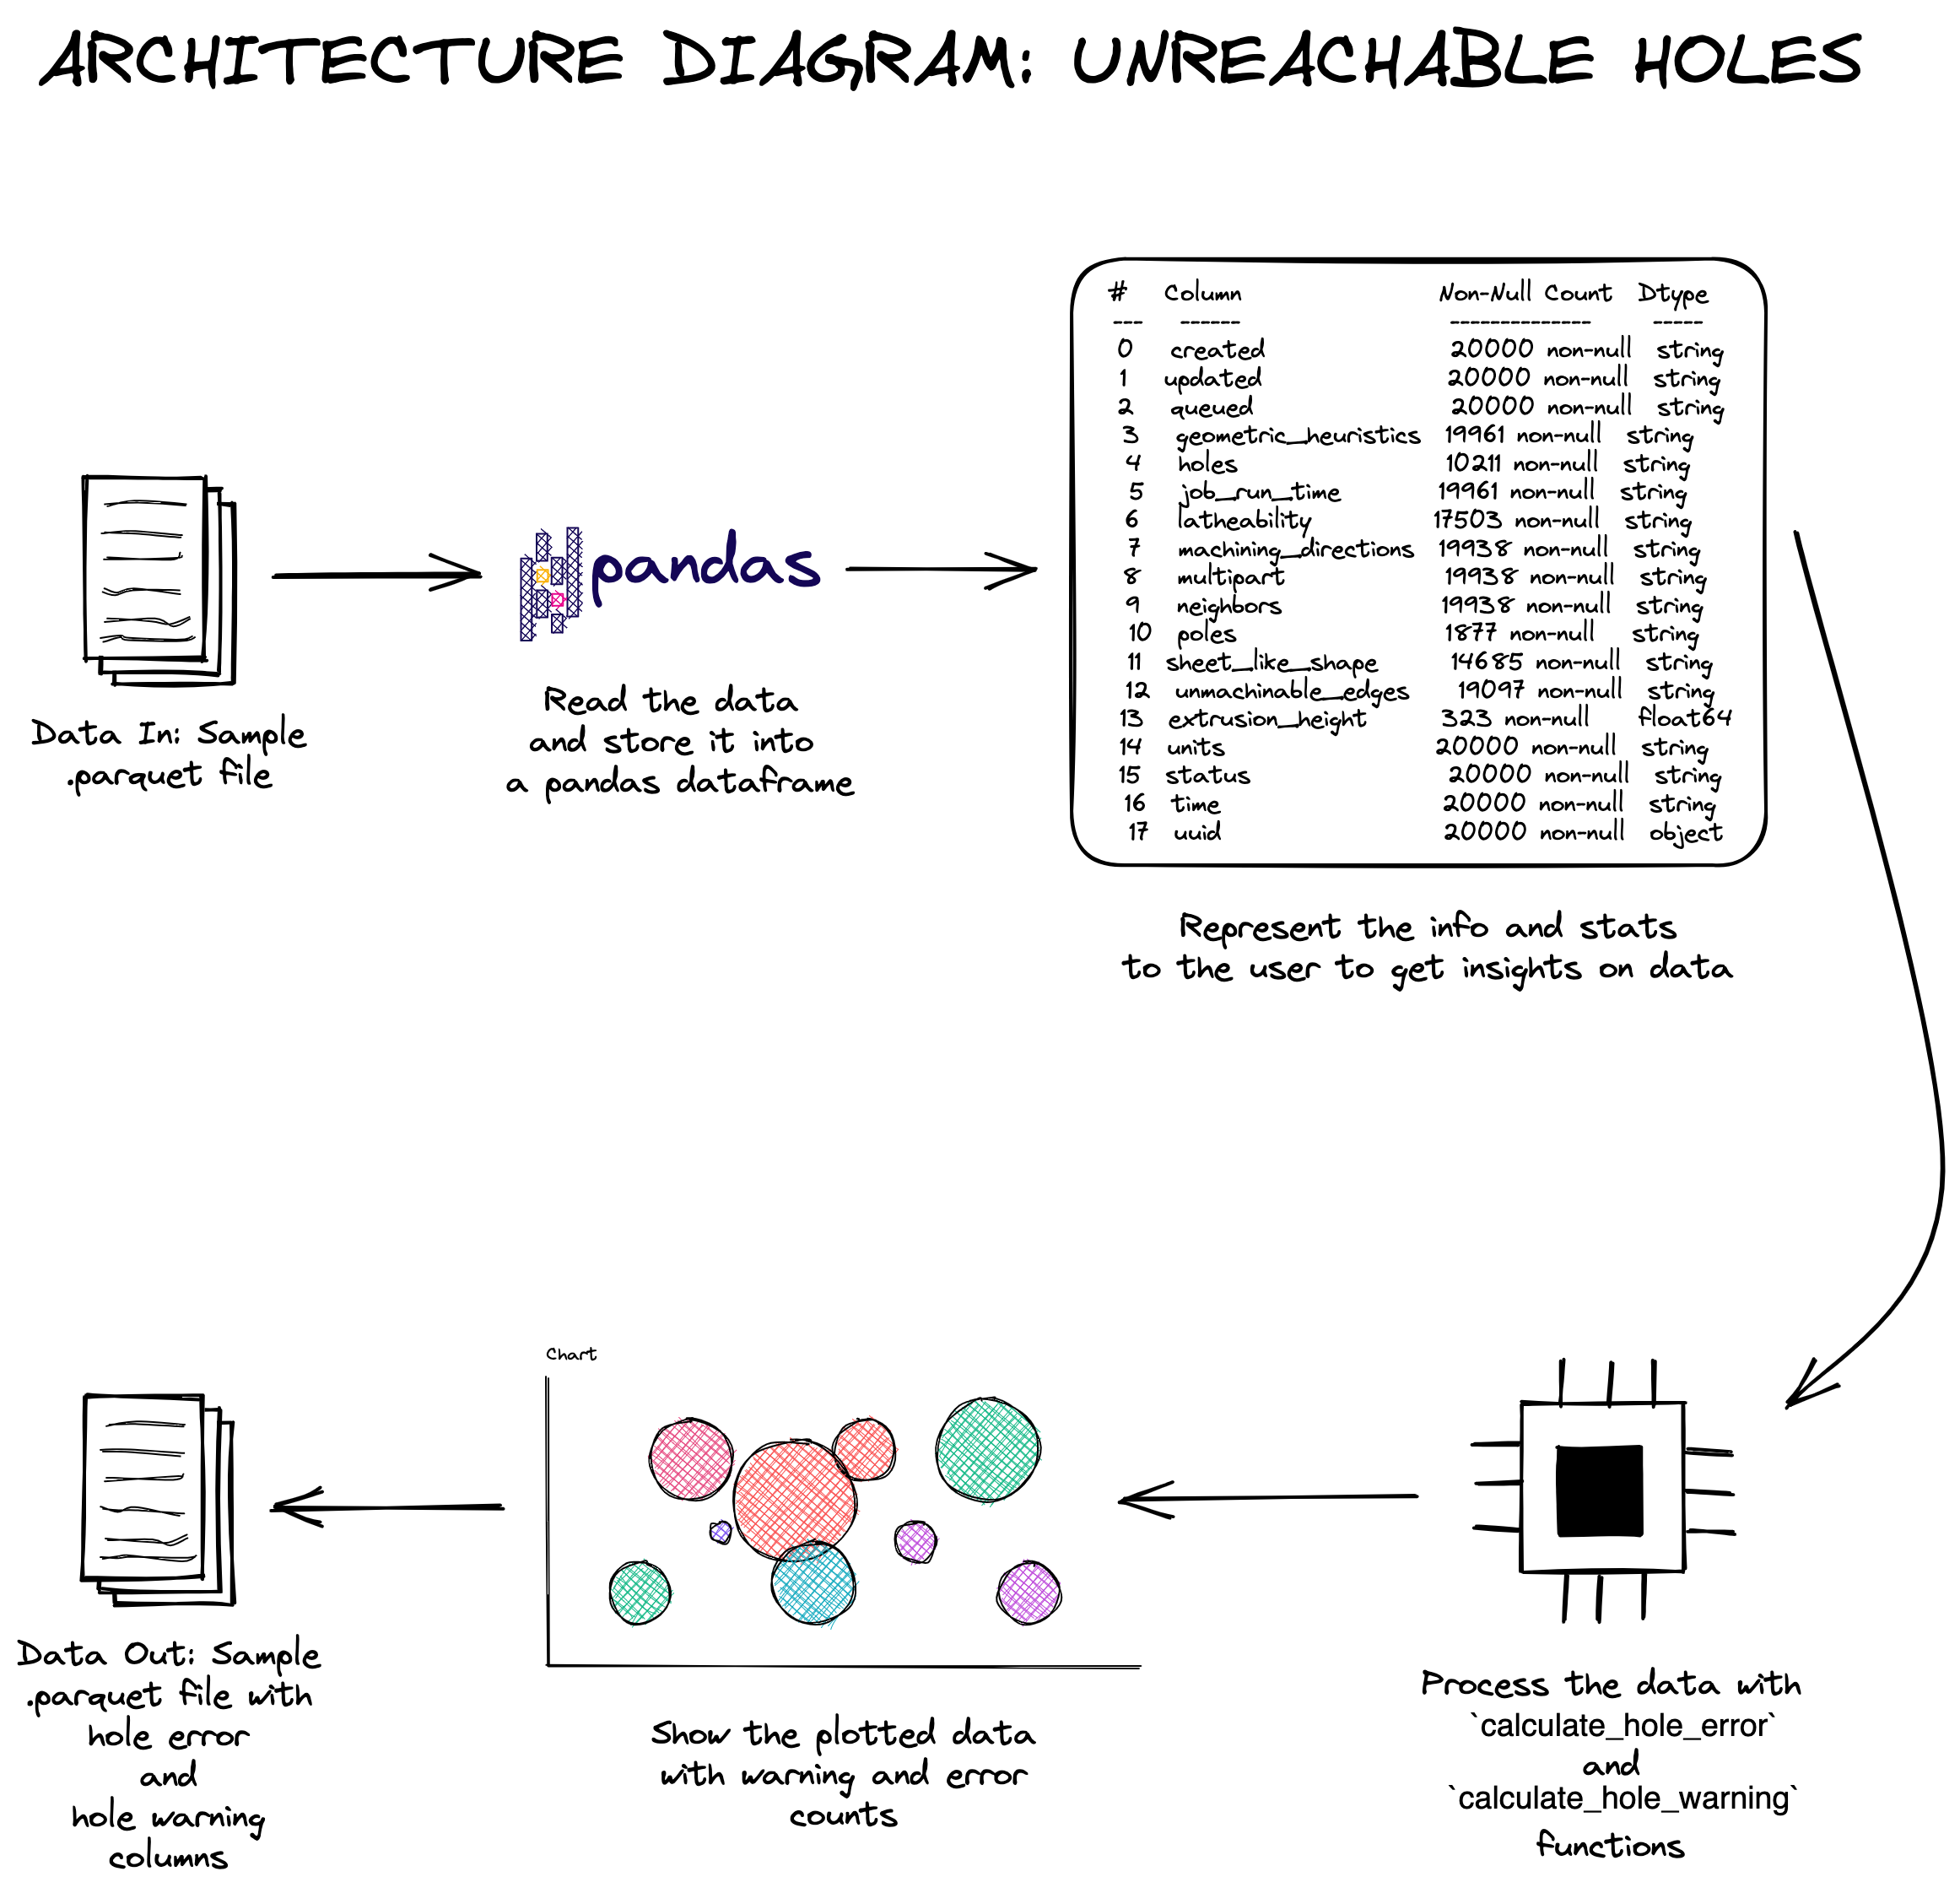 ARCHITECTURE DIAGRAM: UNREACHABLE HOLES
# Column Non-Null Count Dtype
--- ------ -------------- -----
0 created 20000 non-null string
1 updated 20000 non-null string
2 queued 20000 non-null string
3 geometric_heuristics 19961 non-null string
4 holes 10211 non-null string
5 job_run_time 19961 non-null string
6 latheability 17503 non-null string
7 machining_directions 19938 non-null string
8 multipart 19938 non-null string
9 neighbors 19938 non-null string
10 poles 1877 non-null string
11 sheet_like_shape 14685 non-null string
12 unmachinable_edges 19097 non-null string
13 extrusion_height 323 non-null float64
14 units 20000 non-null string
15 status 20000 non-null string
16 time 20000 non-null string
17 uuid 20000 non-null object
pandas
Data In: Sample
.parquet file
Read the data
and store it into
a pandas dataframe
Represent the info and stats
to the user to get insights on data
Chart
Process the data with
`calculate_hole_error`
and
`calculate_hole_warning`
functions
Show the plotted data
with warning and error
counts
Data Out: Sample
.parquet file with
hole error
and
hole warning
columns